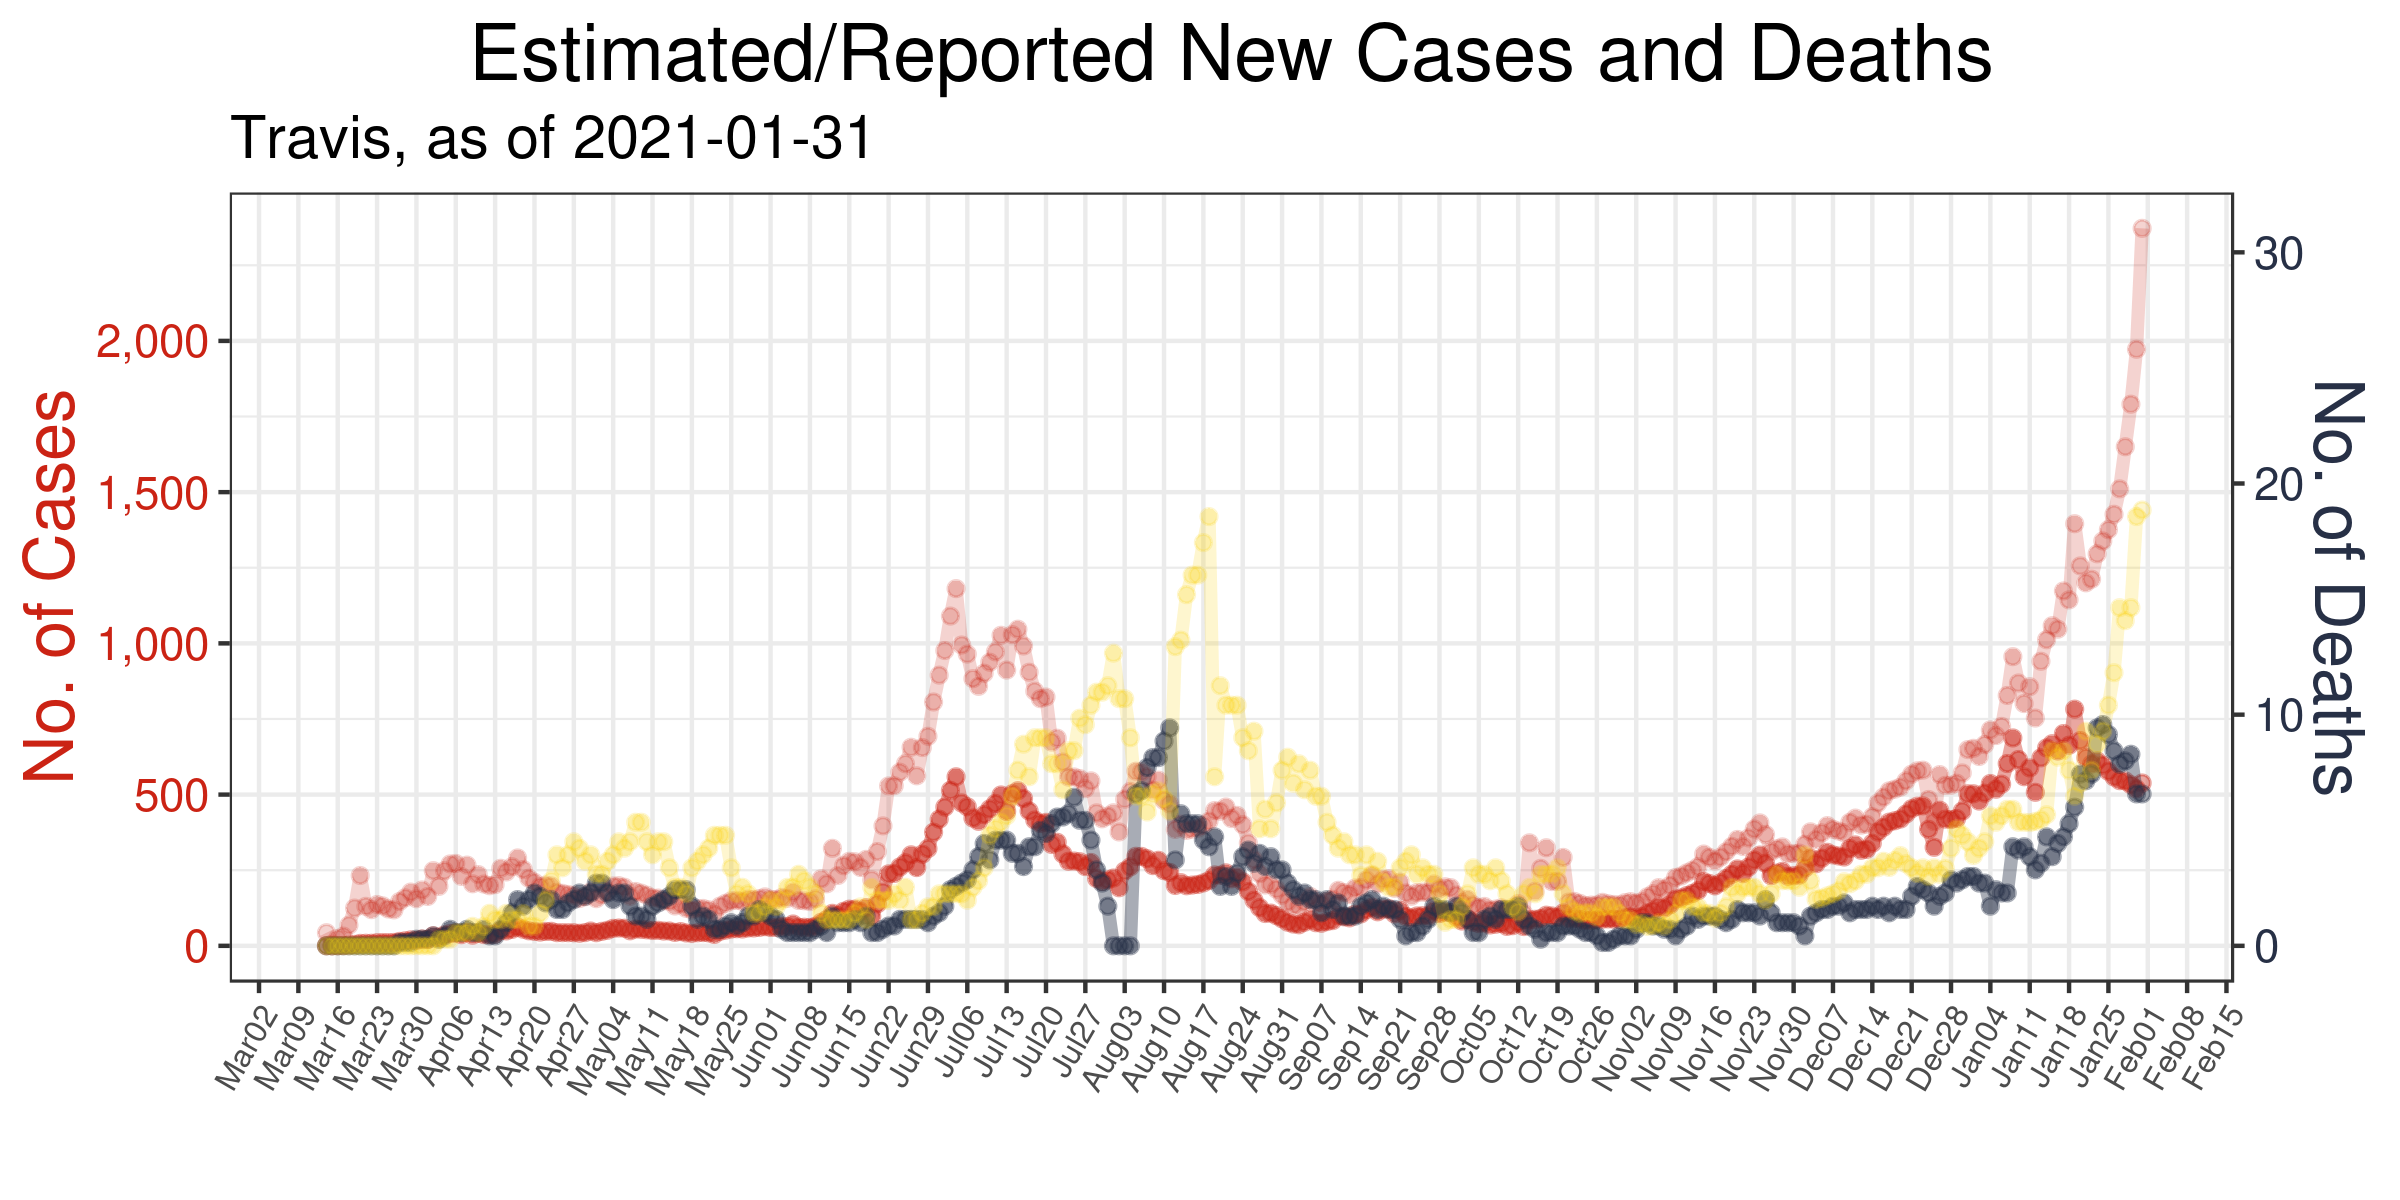 Estimated/Reported New Cases and Deaths
Travis, as of 2021-01-31
No. of Cases
2,000
1,500
1,000
500
0
30
20
10
0
No. of Deaths
Mar02 Mar09 Mar16 Mar23 Mar30 Apr06 Apr13 Apr20 Apr27 May04 May11 May18 May25 Jun01 Jun08 Jun15 Jun22 Jun29 Jul06 Jul13 Jul20 Jul27 Aug03 Aug10 Aug17 Aug24 Aug31 Sep07 Sep14 Sep21 Sep28 Oct05 Oct12 Oct19 Oct26 Nov02 Nov09 Nov16 Nov23 Nov30 Dec07 Dec14 Dec21 Dec28 Jan04 Jan11 Jan18 Jan25 Feb01 Feb08 Feb15